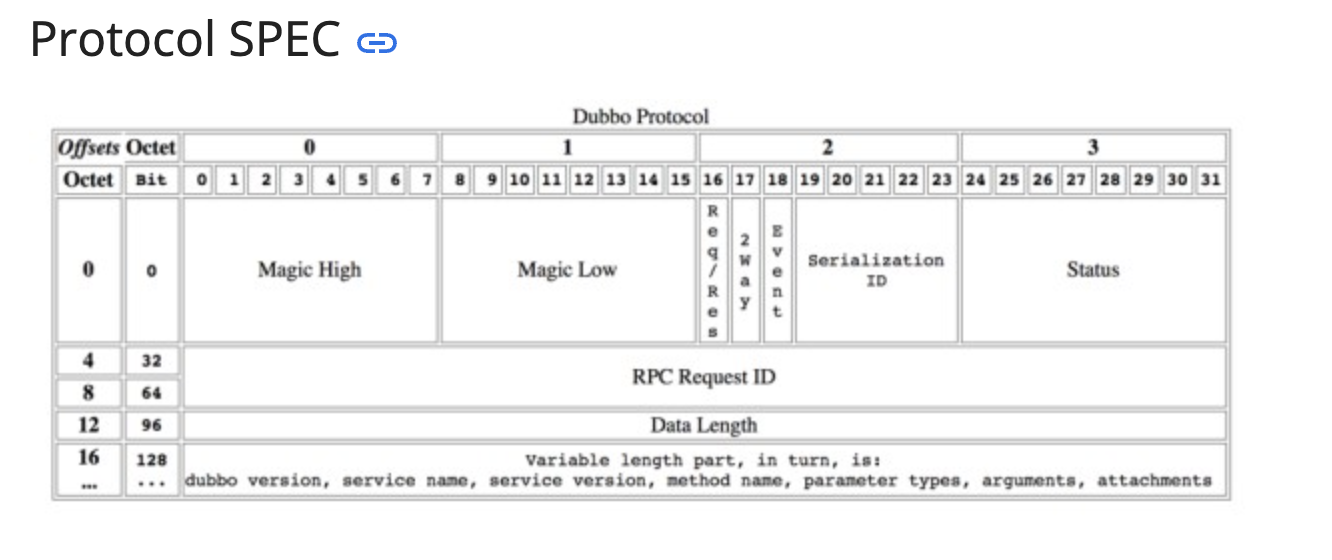 Protocol SPEC
Dubbo Protocol
Offsets Octet 0 1 2 3
Octet Bit 0 1 2 3 4 5 6 7 8 9 10 11 12 13 14 15 16 17 18 19 20 21 22 23 24 25 26 27 28 29 30 31
0 0 Magic High Magic Low Req/Res 2Way Event Serialization
ID
Status
4 32
RPC Request ID
8 64
12 96 Data Length
16 128 Variable length part, in turn, is:
... ... dubbo version, service name, service version, method name, parameter types, arguments, attachments